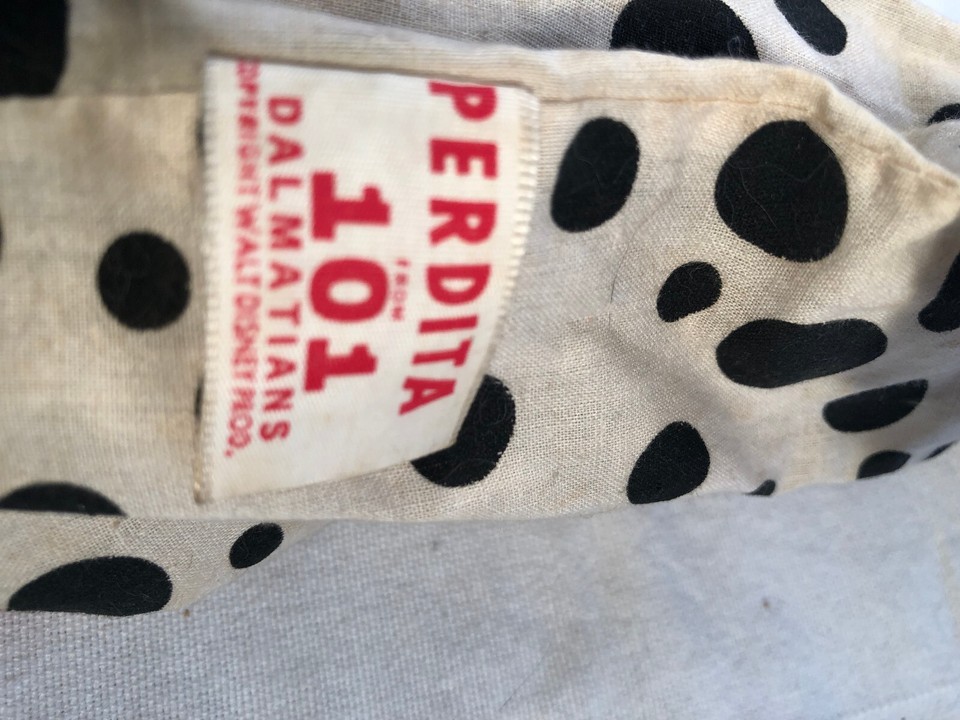 PERDITA
FROM
101
DALMATIANS
COPYRIGHT WALT DISNEY PROD.